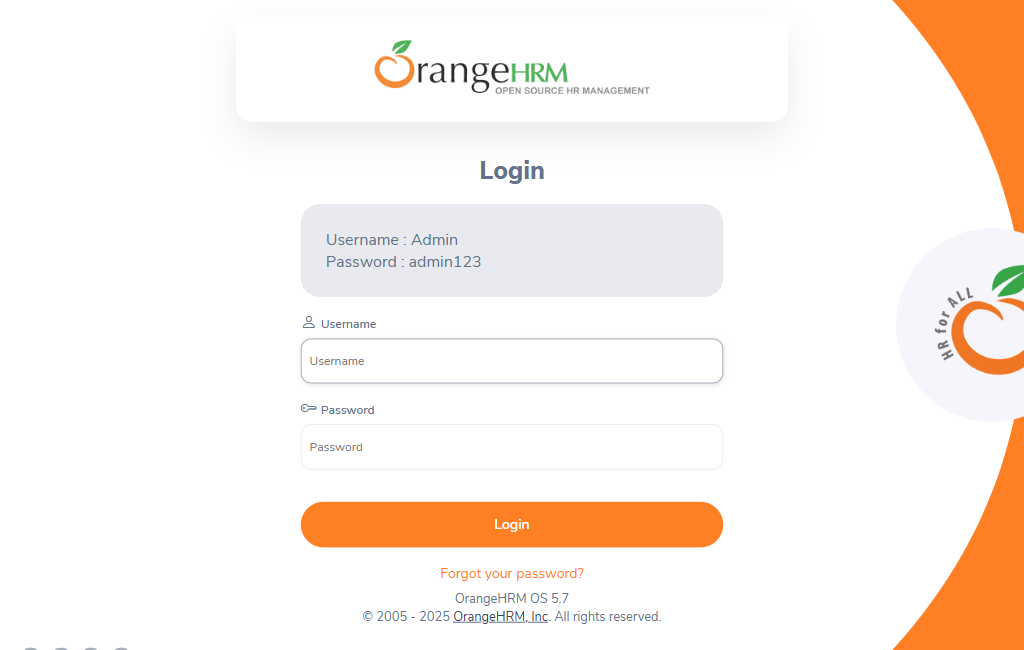 OrangeHRM
OPEN SOURCE HR MANAGEMENT
Login
Username : Admin
Password : admin123
Username
Username
Password
Password
Login
Forgot your password?
OrangeHRM OS 5.7
© 2005 - 2025 OrangeHRM, Inc. All rights reserved.
HR for ALL